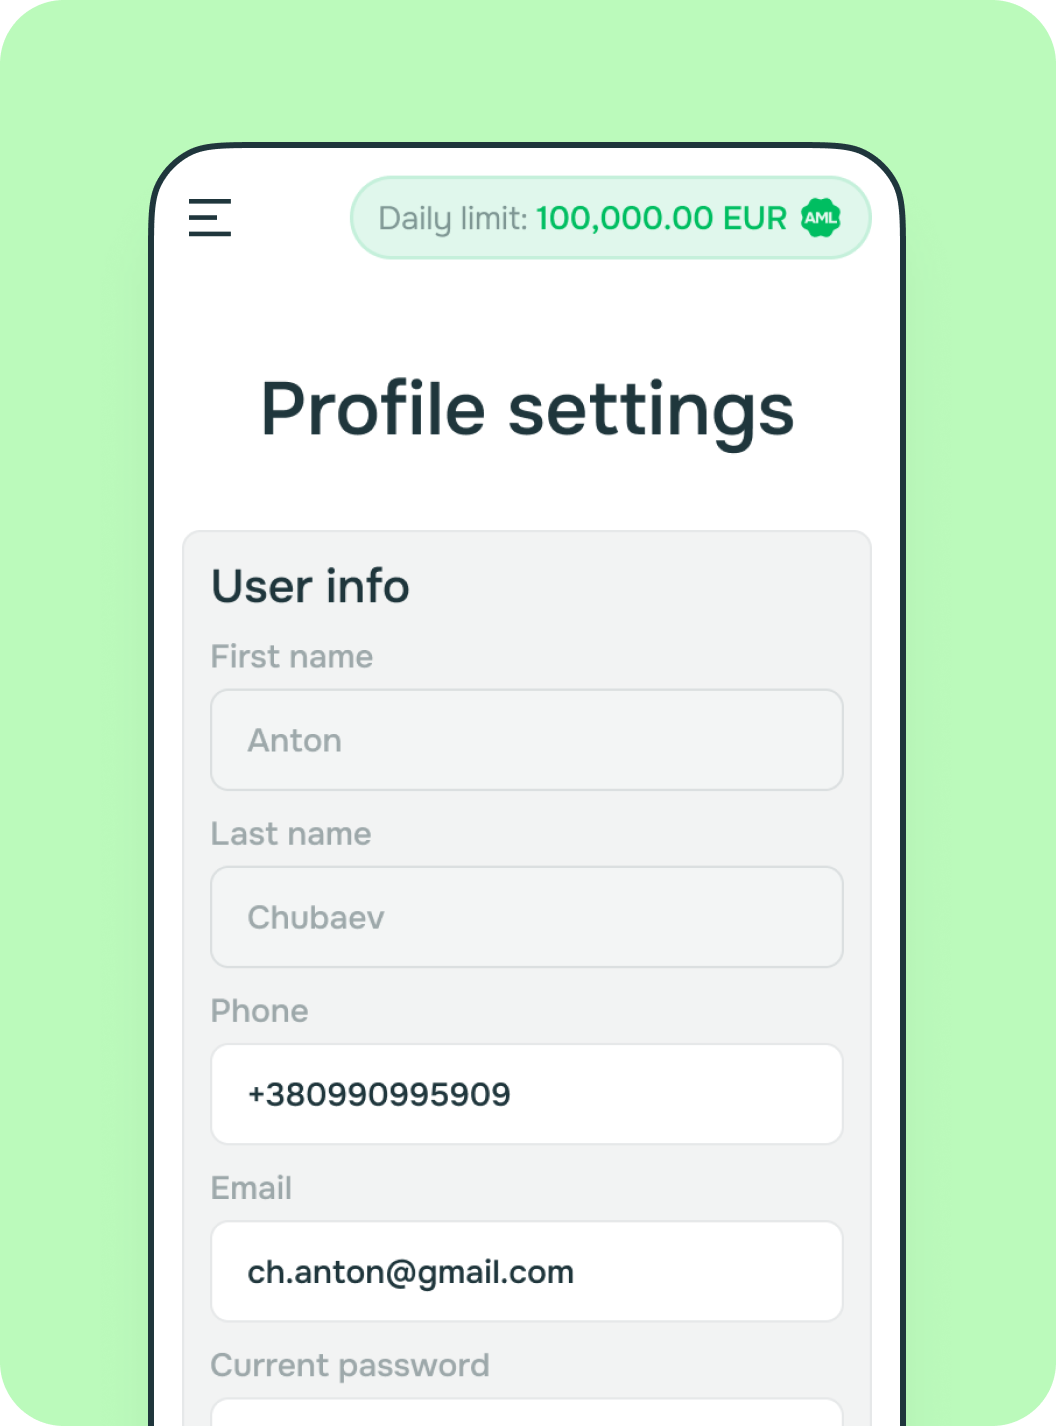 Daily limit: 100,000.00 EUR AML
Profile settings
User info
First name
Anton
Last name
Chubaev
Phone
+380990995909
Email
ch.anton@gmail.com
Current password